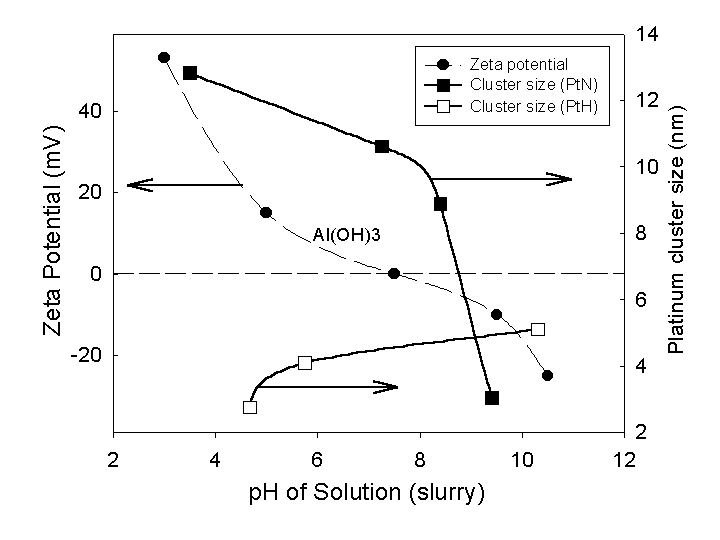 14
Zeta potential
Cluster size (PtN)
Cluster size (PtH)
40
12
20
10
Al(OH)3
8
0
6
-20
4
2
2 4 6 8 10 12
pH of Solution (slurry)
Zeta Potential (mV)
Platinum cluster size (nm)